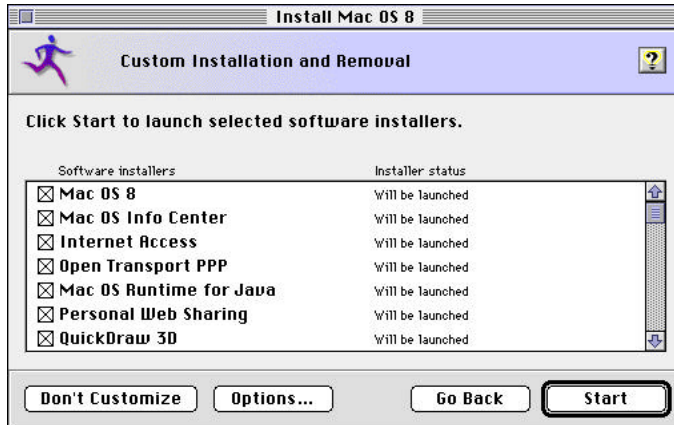 Install Mac OS 8
Custom Installation and Removal
?
Click Start to launch selected software installers.
Software installers Installer status
Mac OS 8 Will be launched
Mac OS Info Center Will be launched
Internet Access Will be launched
Open Transport PPP Will be launched
Mac OS Runtime for Java Will be launched
Personal Web Sharing Will be launched
QuickDraw 3D Will be launched
Don't Customize Options... Go Back Start